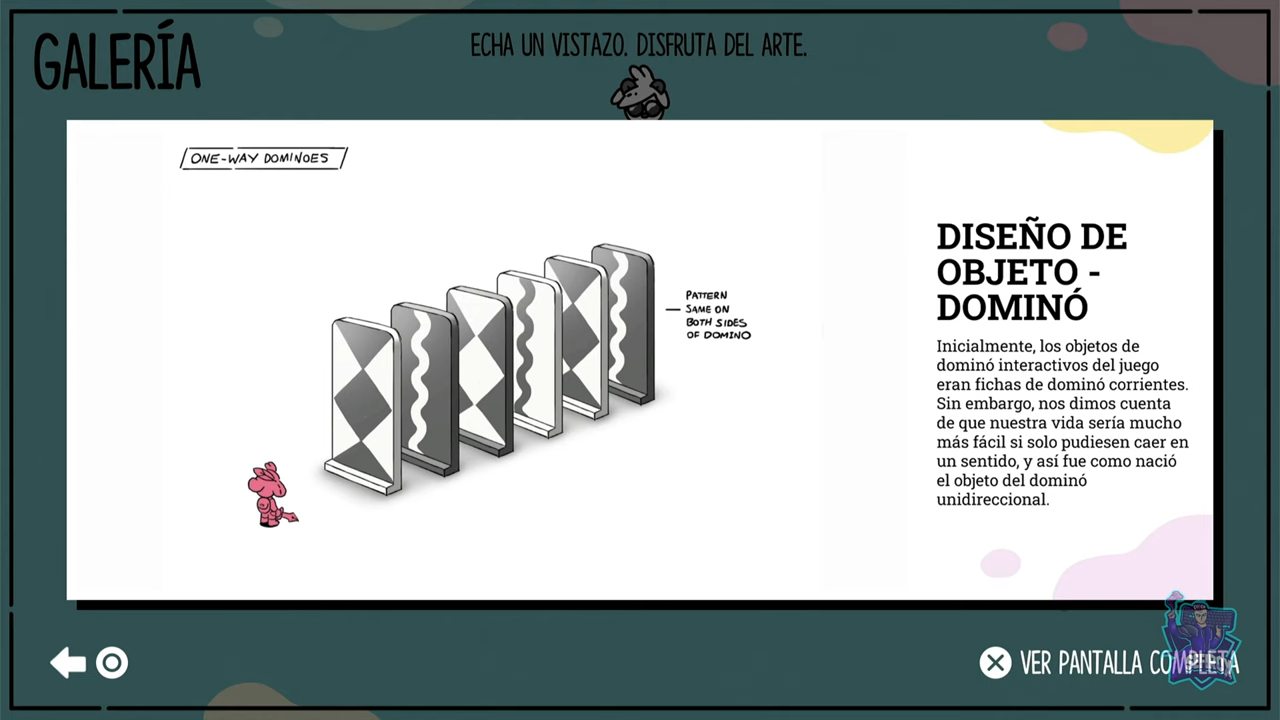 GALERÍA
ECHA UN VISTAZO. DISFRUTA DEL ARTE.
ONE-WAY DOMINOES
PATTERN
SAME ON
BOTH SIDES
OF DOMINO
DISEÑO DE
OBJETO -
DOMINÓ
Inicialmente, los objetos de
dominó interactivos del juego
eran fichas de dominó corrientes.
Sin embargo, nos dimos cuenta
de que nuestra vida sería mucho
más fácil si solo pudiesen caer en
un sentido, y así fue como nació
el objeto del dominó
unidireccional.
VER PANTALLA COMPLETA